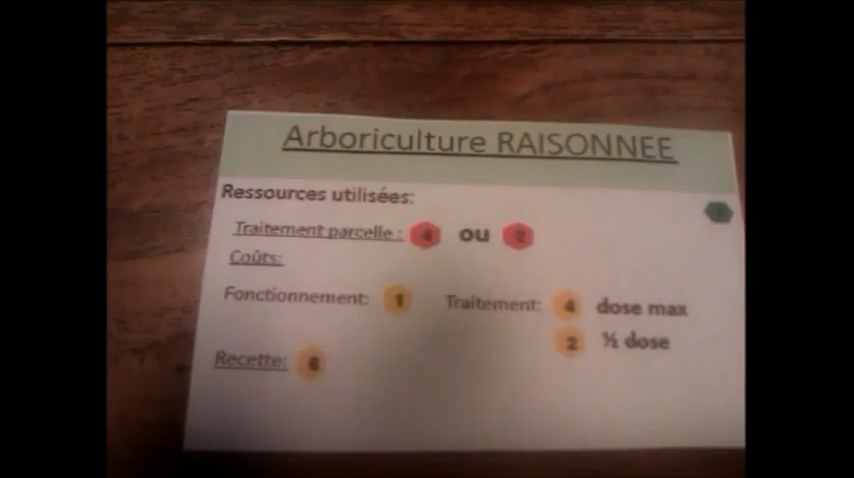 Arboriculture RAISONNEE
Ressources utilisées:
Traitement parcelle : 4 ou 2
Coûts:
Fonctionnement: 1 Traitement: 4 dose max
2 ½ dose
Recette: 6